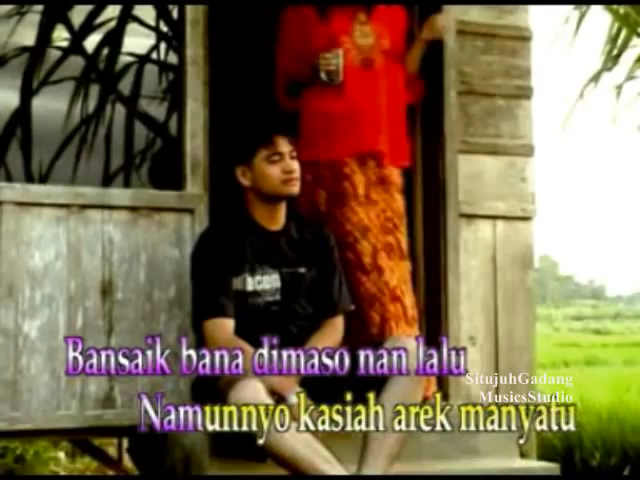 Bansaik bana dimaso nan lalu
SitujuhGadang
MusicsStudio
Namunnyo kasiah arek manyatu